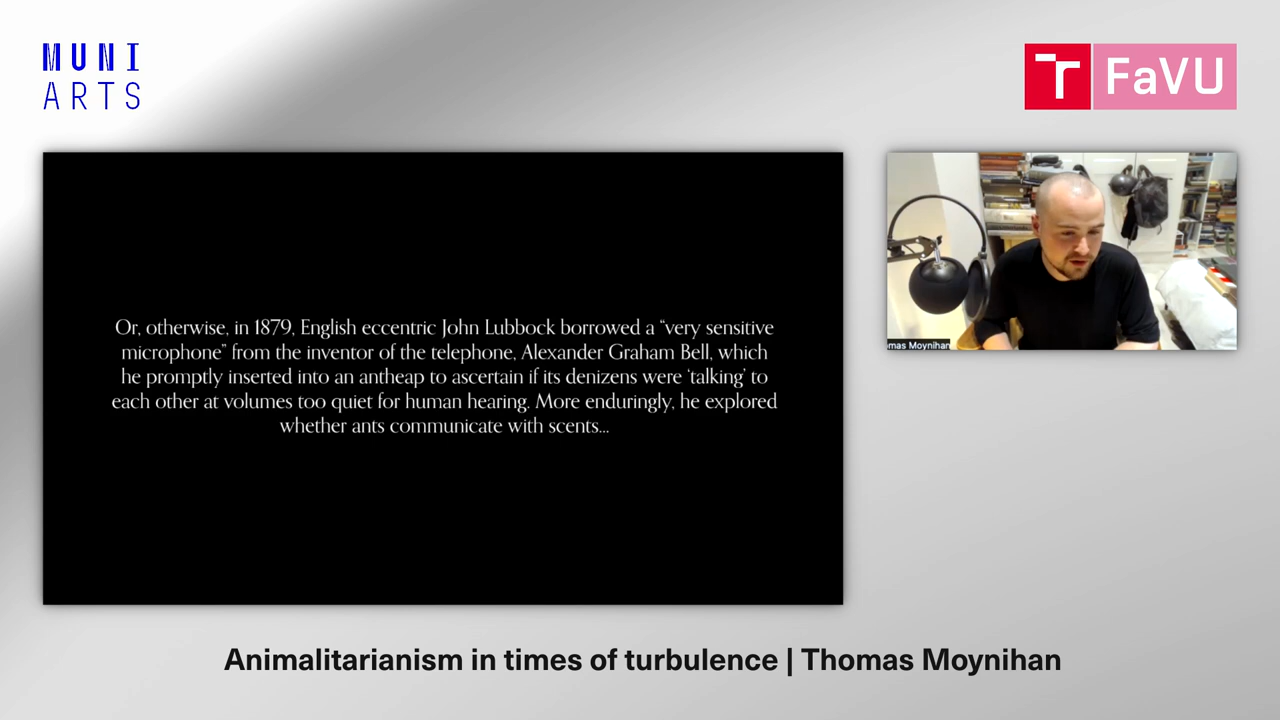 MUNI
ARTS
FaVU
Or, otherwise, in 1879, English eccentric John Lubbock borrowed a “very sensitive
microphone” from the inventor of the telephone, Alexander Graham Bell, which
he promptly inserted into an antheap to ascertain if its denizens were ‘talking’ to
each other at volumes too quiet for human hearing. More enduringly, he explored
whether ants communicate with scents...
mas Moynihan
Animalitarianism in times of turbulence | Thomas Moynihan